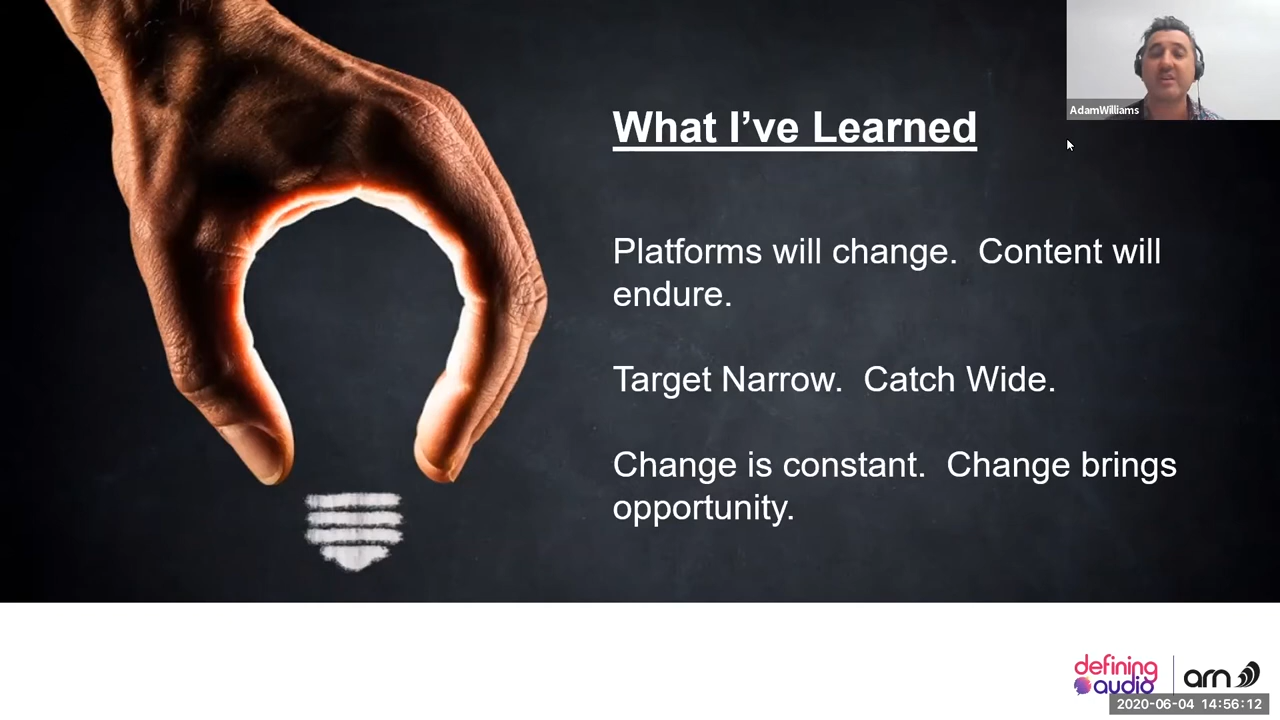 AdamWilliams
What I’ve Learned
Platforms will change.  Content will
endure.
Target Narrow.  Catch Wide.
Change is constant.  Change brings
opportunity.
defining
audio
arn
2020-06-04 14:56:12